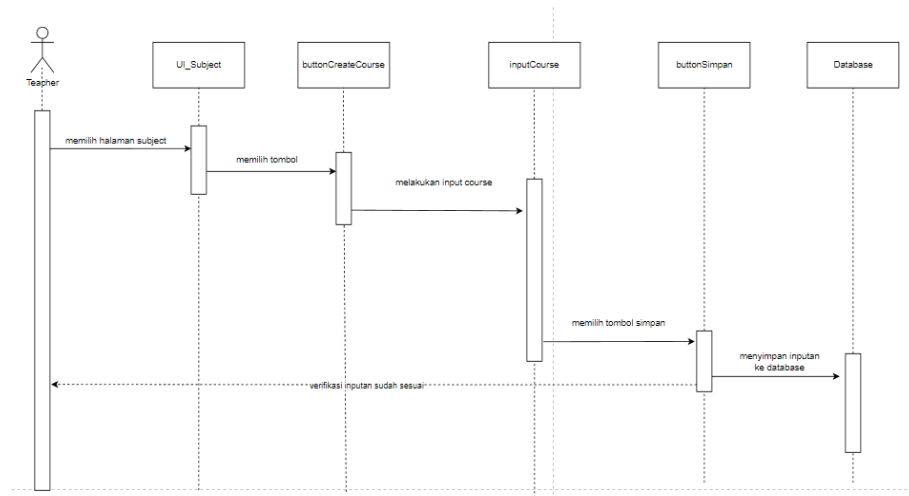 Teacher
UI_Subject
buttonCreateCourse
inputCourse
buttonSimpan
Database
memilih halaman subject
memilih tombol
melakukan input course
memilih tombol simpan
menyimpan inputan
ke database
verifikasi inputan sudah sesuai